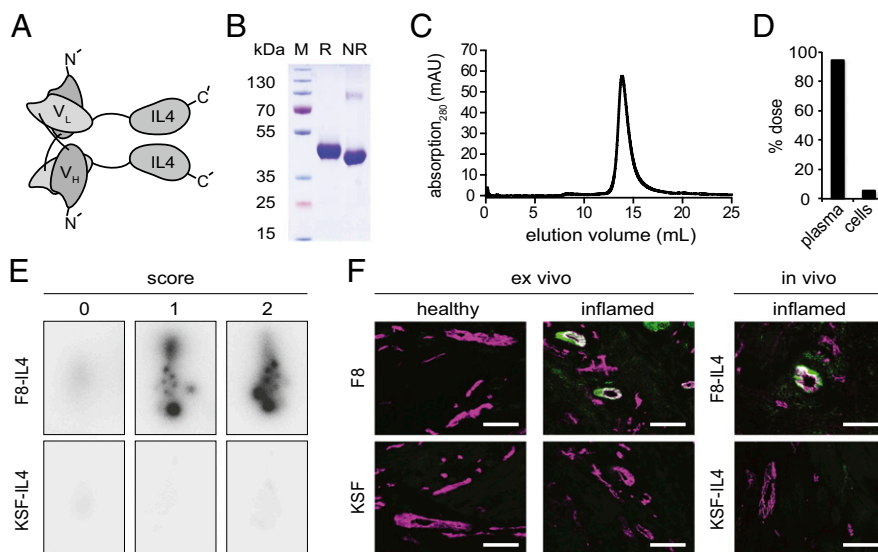 A
N´
V_L
IL4
C´
IL4
C´
V_H
N´
B
kDa M R NR
130
70
55
35
25
15
C
absorption_280 (mAU)
70
60
50
40
30
20
10
0
0 5 10 15 20 25
elution volume (mL)
D
% dose
100
80
60
40
20
0
plasma
cells
E
score
0 1 2
F8-IL4
KSF-IL4
F
ex vivo
in vivo
healthy
inflamed
inflamed
F8
F8-IL4
KSF
KSF-IL4